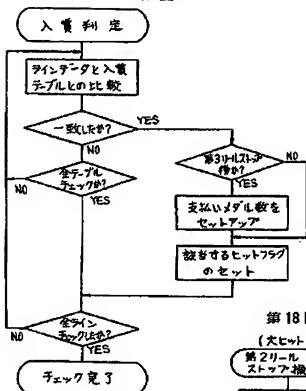 入賞判定
ラインデータと入賞
テーブルとの比較
一致したか?
YES
NO
全テーブル
チェックか?
NO
YES
第3リールストップ
後か?
NO
YES
支払いメダル数を
セットアップ
該当するヒットフラグ
のセット
全ライン
チェックしたか?
NO
YES
チェック完了
第18
(大ヒット
第2リール
ストップ